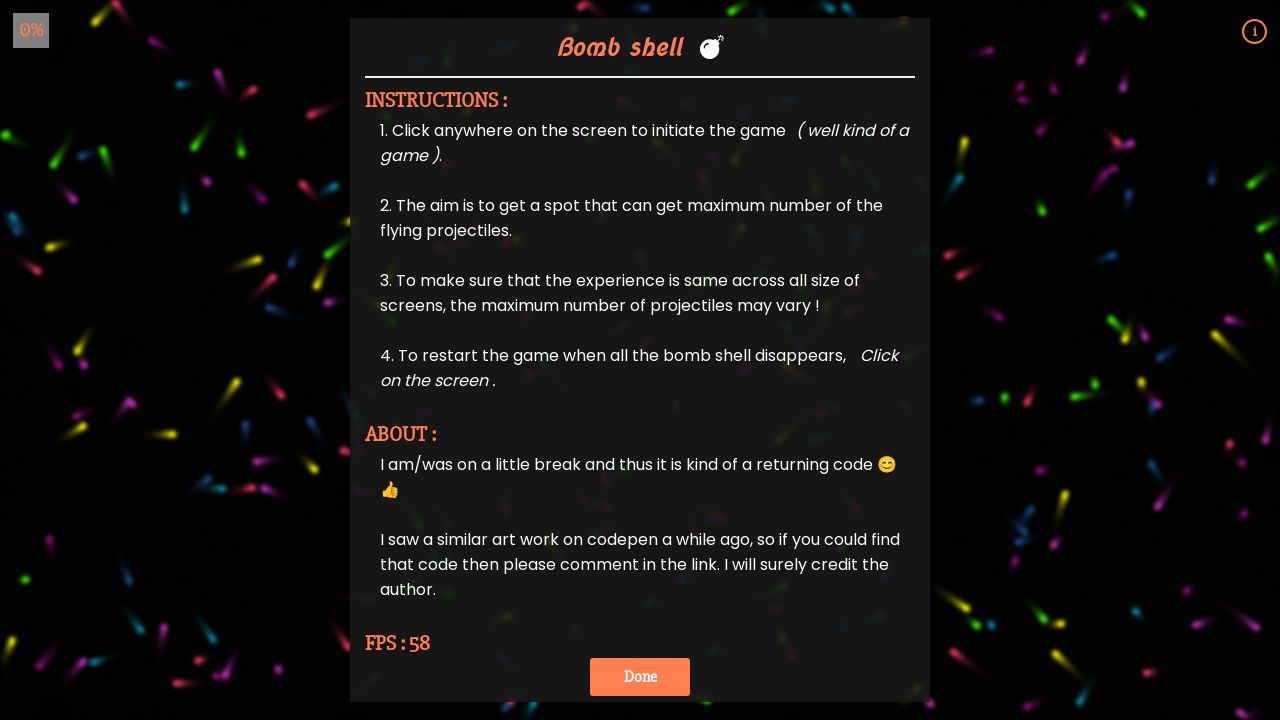 0%
i
Bomb shell 💣
INSTRUCTIONS :
1. Click anywhere on the screen to initiate the game ( well kind of a
game ).
2. The aim is to get a spot that can get maximum number of the
flying projectiles.
3. To make sure that the experience is same across all size of
screens, the maximum number of projectiles may vary !
4. To restart the game when all the bomb shell disappears, Click
on the screen .
ABOUT :
I am/was on a little break and thus it is kind of a returning code 😊
👍
I saw a similar art work on codepen a while ago, so if you could find
that code then please comment in the link. I will surely credit the
author.
FPS : 58
Done